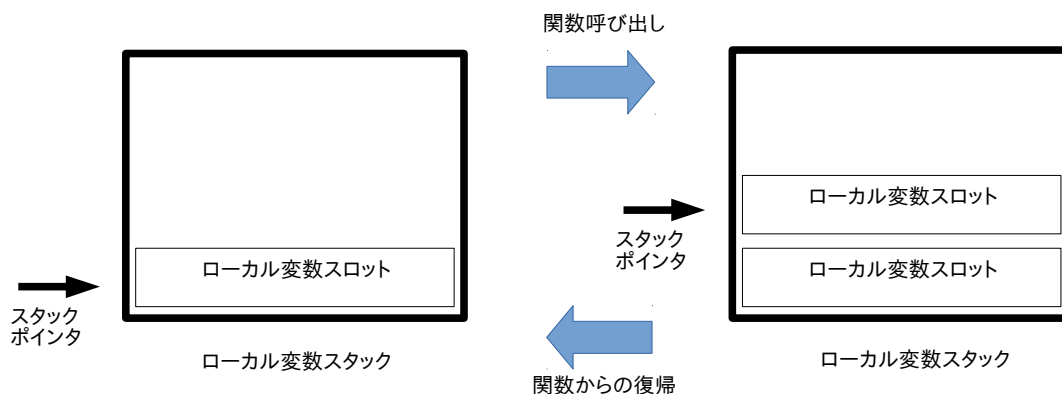 関数呼び出し
ローカル変数スロット
スタック
ポインタ
ローカル変数スロット
ローカル変数スロット
スタック
ポインタ
ローカル変数スタック
ローカル変数スタック
関数からの復帰